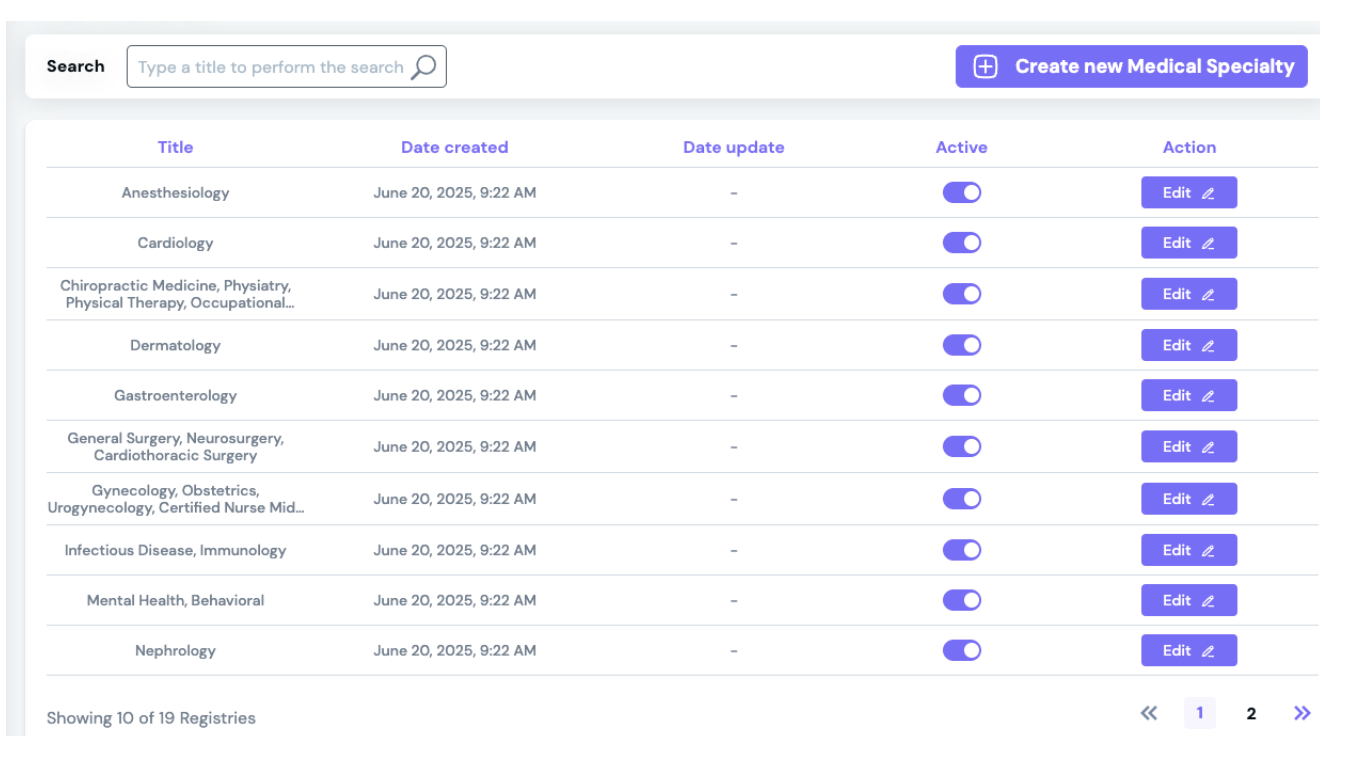 Search
Type a title to perform the search
Create new Medical Specialty
Title Date created Date update Active Action
Anesthesiology June 20, 2025, 9:22 AM - Edit
Cardiology June 20, 2025, 9:22 AM - Edit
Chiropractic Medicine, Physiatry,
Physical Therapy, Occupational... June 20, 2025, 9:22 AM - Edit
Dermatology June 20, 2025, 9:22 AM - Edit
Gastroenterology June 20, 2025, 9:22 AM - Edit
General Surgery, Neurosurgery,
Cardiothoracic Surgery June 20, 2025, 9:22 AM - Edit
Gynecology, Obstetrics,
Urogynecology, Certified Nurse Mid... June 20, 2025, 9:22 AM - Edit
Infectious Disease, Immunology June 20, 2025, 9:22 AM - Edit
Mental Health, Behavioral June 20, 2025, 9:22 AM - Edit
Nephrology June 20, 2025, 9:22 AM - Edit
Showing 10 of 19 Registries
« 1 2 »